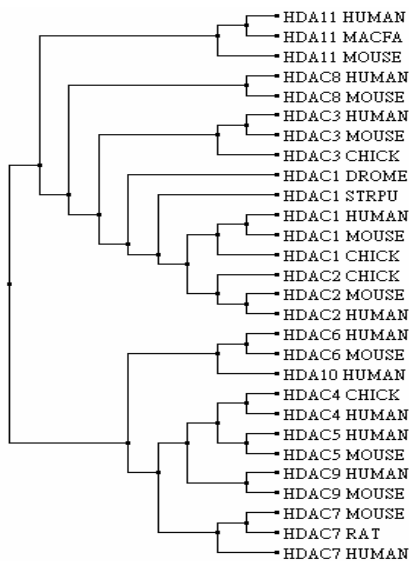 HDA11 HUMAN
HDA11 MACFA
HDA11 MOUSE
HDAC8 HUMAN
HDAC8 MOUSE
HDAC3 HUMAN
HDAC3 MOUSE
HDAC3 CHICK
HDAC1 DROME
HDAC1 STRPU
HDAC1 HUMAN
HDAC1 MOUSE
HDAC1 CHICK
HDAC2 CHICK
HDAC2 MOUSE
HDAC2 HUMAN
HDAC6 HUMAN
HDAC6 MOUSE
HDA10 HUMAN
HDAC4 CHICK
HDAC4 HUMAN
HDAC5 HUMAN
HDAC5 MOUSE
HDAC9 HUMAN
HDAC9 MOUSE
HDAC7 MOUSE
HDAC7 RAT
HDAC7 HUMAN